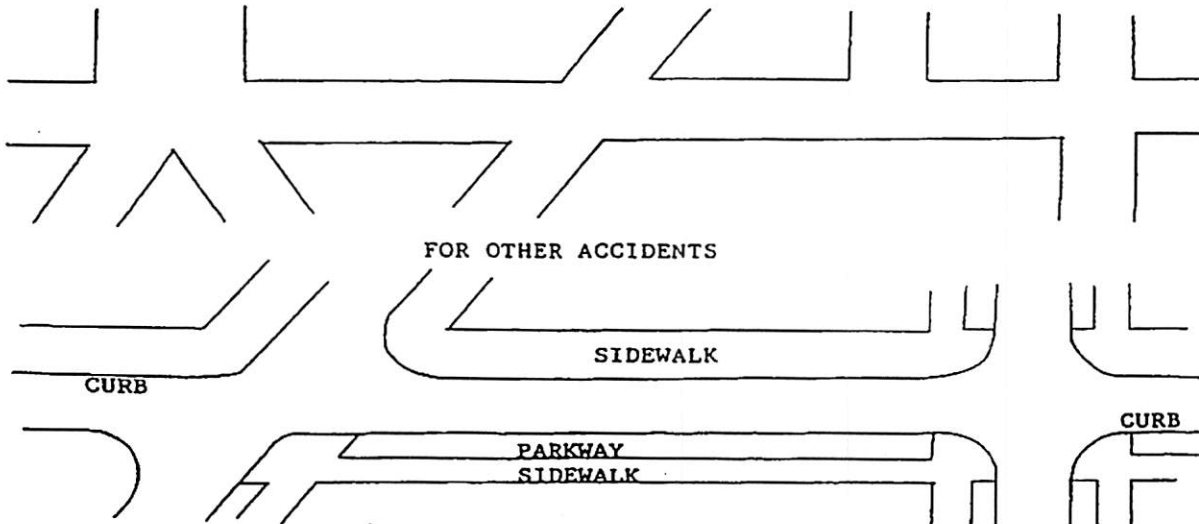 FOR OTHER ACCIDENTS
SIDEWALK
CURB
CURB
PARKWAY
SIDEWALK